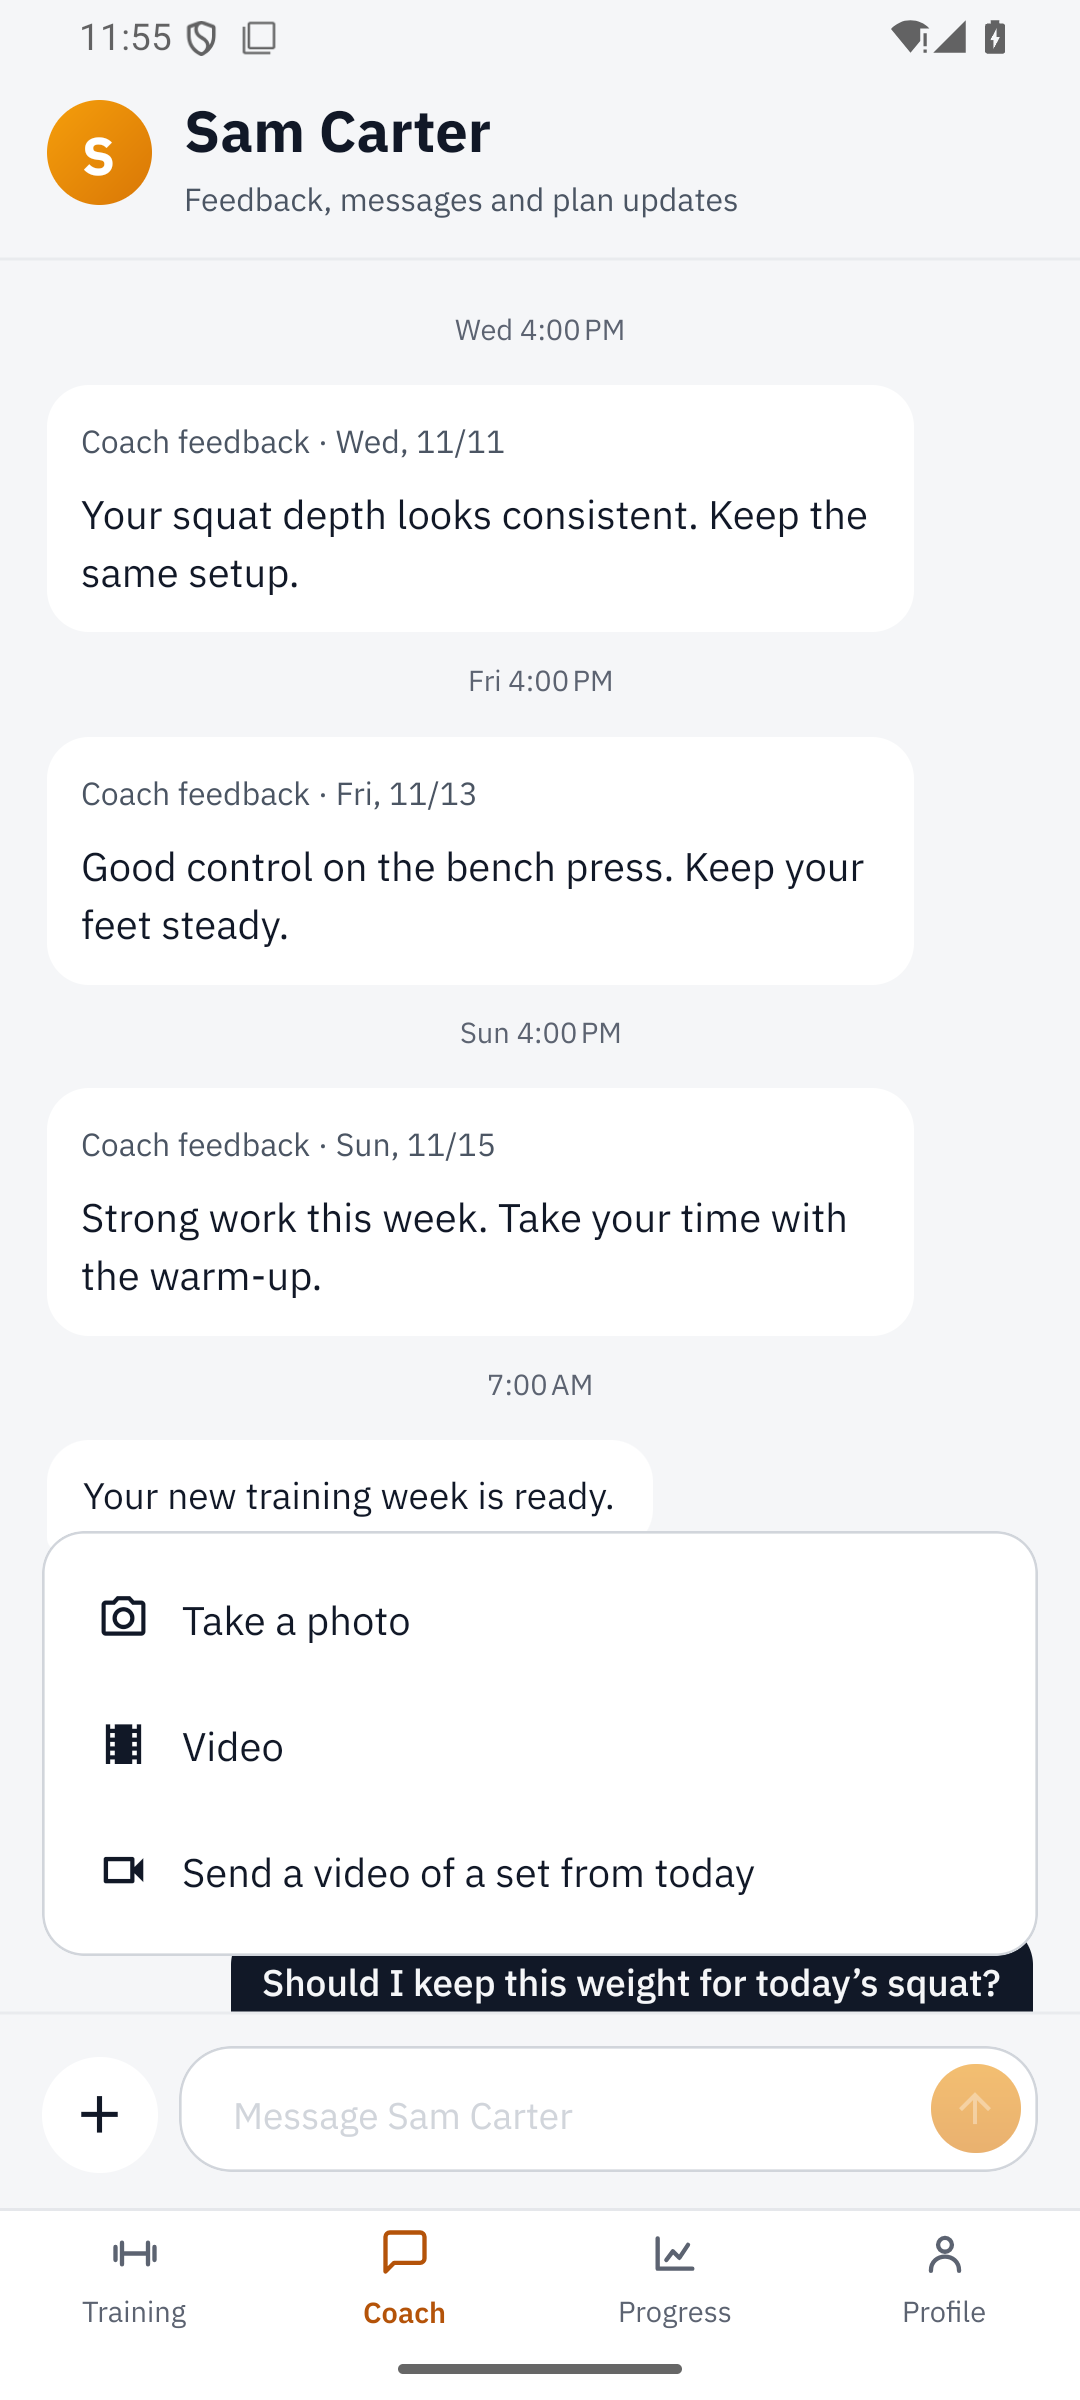 11:55
S
Sam Carter
Feedback, messages and plan updates
Wed 4:00 PM
Coach feedback · Wed, 11/11
Your squat depth looks consistent. Keep the
same setup.
Fri 4:00 PM
Coach feedback · Fri, 11/13
Good control on the bench press. Keep your
feet steady.
Sun 4:00 PM
Coach feedback · Sun, 11/15
Strong work this week. Take your time with
the warm-up.
7:00 AM
Your new training week is ready.
Take a photo
Video
Send a video of a set from today
Should I keep this weight for today’s squat?
Message Sam Carter
Training
Coach
Progress
Profile